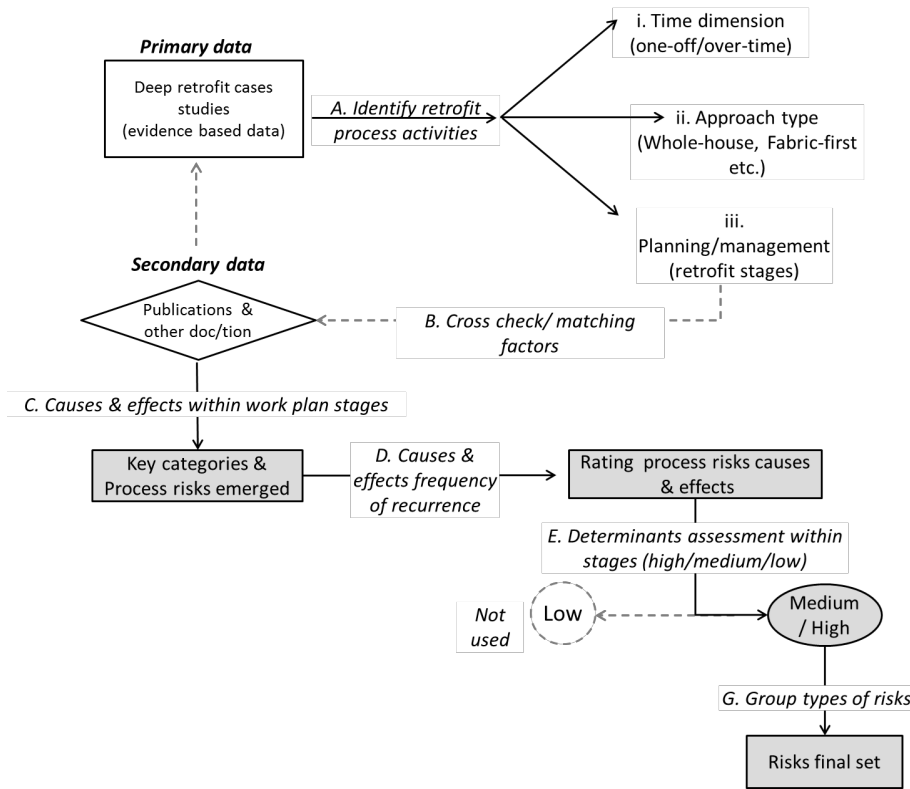 Primary data
Deep retrofit cases
studies
(evidence based data)
A. Identify retrofit
process activities
i. Time dimension
(one-off/over-time)
ii. Approach type
(Whole-house, Fabric-first
etc.)
iii.
Planning/management
(retrofit stages)
Secondary data
Publications &
other doc/tion
B. Cross check/ matching
factors
C. Causes & effects within work plan stages
Key categories &
Process risks emerged
D. Causes &
effects frequency
of recurrence
Rating process risks causes
& effects
E. Determinants assessment within
stages (high/medium/low)
Not
used
Low
Medium
/ High
G. Group types of risks
Risks final set